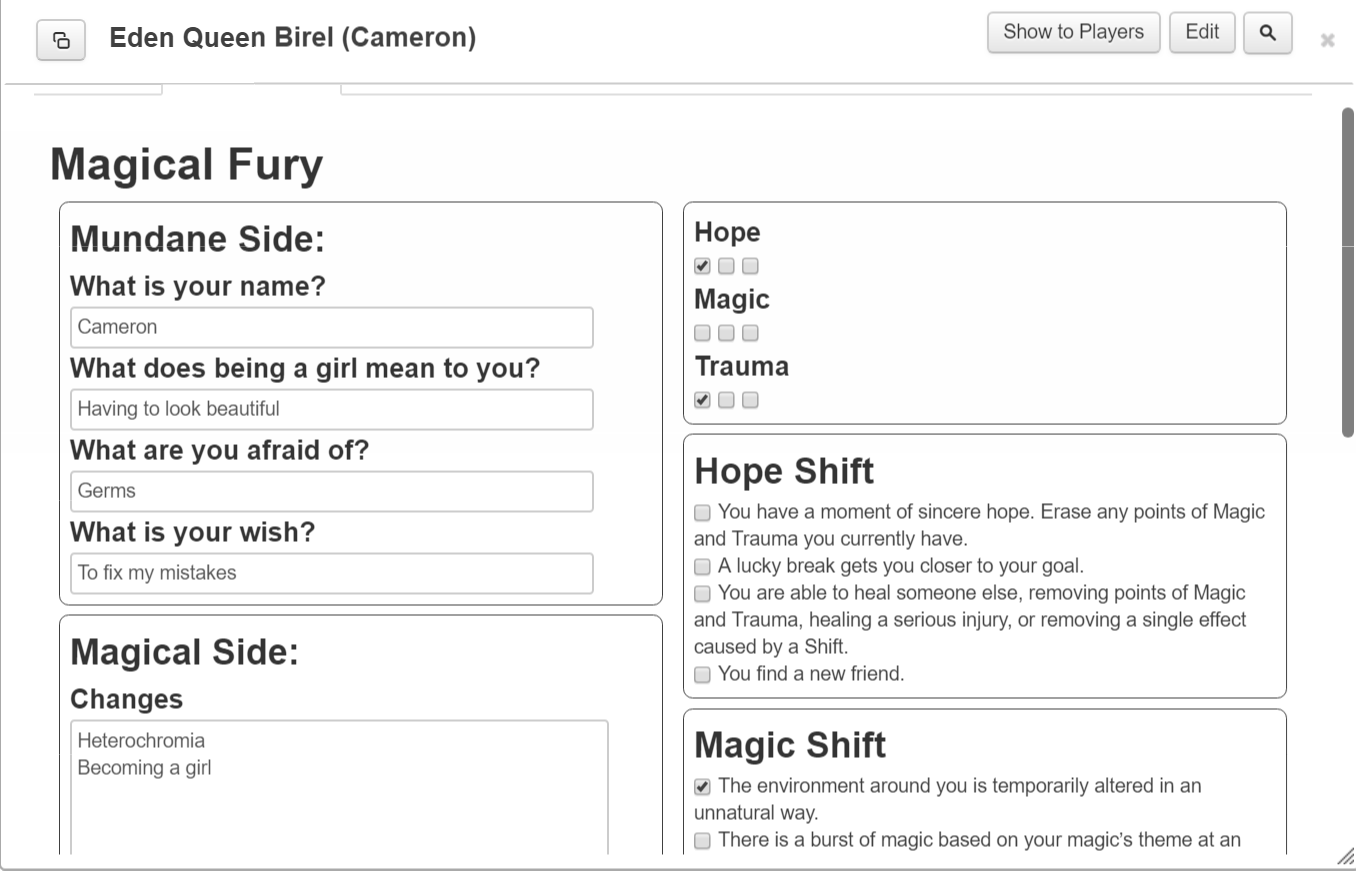 Eden Queen Birel (Cameron)
Show to Players
Edit
Magical Fury
Mundane Side:
What is your name?
Cameron
What does being a girl mean to you?
Having to look beautiful
What are you afraid of?
Germs
What is your wish?
To fix my mistakes
Magical Side:
Changes
Heterochromia
Becoming a girl
Hope
Magic
Trauma
Hope Shift
You have a moment of sincere hope. Erase any points of Magic
and Trauma you currently have.
A lucky break gets you closer to your goal.
You are able to heal someone else, removing points of Magic
and Trauma, healing a serious injury, or removing a single effect
caused by a Shift.
You find a new friend.
Magic Shift
The environment around you is temporarily altered in an
unnatural way.
There is a burst of magic based on your magic’s theme at an